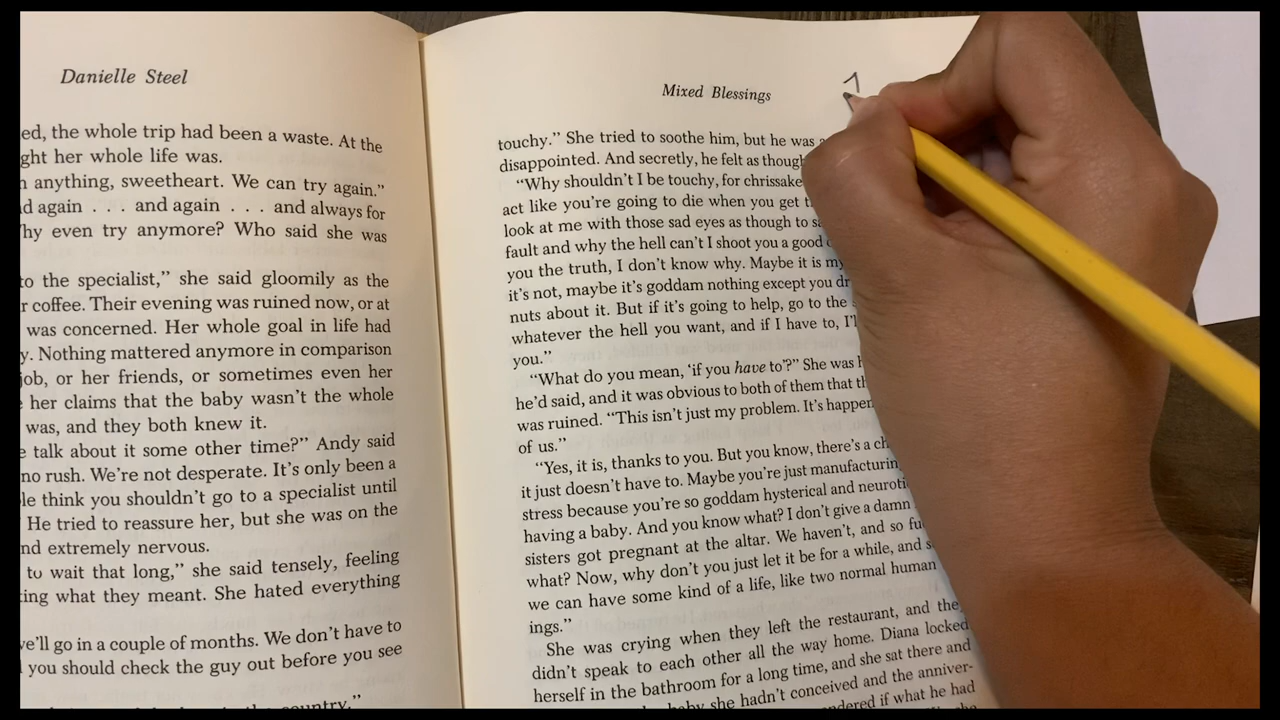 Danielle Steel
the whole trip had been a waste. At the
her whole life was.
anything, sweetheart. We can try again."
again . . . and again . . . and always for
even try anymore? Who said she was
to the specialist," she said gloomily as the
coffee. Their evening was ruined now, or at
was concerned. Her whole goal in life had
Nothing mattered anymore in comparison
job, or her friends, or sometimes even her
her claims that the baby wasn't the whole
was, and they both knew it.
talk about it some other time?" Andy said
no rush. We're not desperate. It's only been a
think you shouldn't go to a specialist until
He tried to reassure her, but she was on the
extremely nervous.
to wait that long," she said tensely, feeling
what they meant. She hated everything
we'll go in a couple of months. We don't have to
you should check the guy out before you see
country."
Mixed Blessings
touchy." She tried to soothe him, but he was
disappointed. And secretly, he felt as though
"Why shouldn't I be touchy, for chrissake
act like you're going to die when you get
look at me with those sad eyes as though to
fault and why the hell can't I shoot you a good
you the truth, I don't know why. Maybe it is my
it's not, maybe it's goddam nothing except you
nuts about it. But if it's going to help, go to the
whatever the hell you want, and if I have to, I'll
you."
"What do you mean, 'if you have to'?" She was
he'd said, and it was obvious to both of them that
was ruined. "This isn't just my problem. It's
of us."
"Yes, it is, thanks to you. But you know, there's a
it just doesn't have to. Maybe you're just manufacturing
stress because you're so goddam hysterical and neurotic
having a baby. And you know what? I don't give a damn
sisters got pregnant at the altar. We haven't, and so
what? Now, why don't you just let it be for a while, and
we can have some kind of a life, like two normal human
ings."
She was crying when they left the restaurant, and they
didn't speak to each other all the way home. Diana locked
herself in the bathroom for a long time, and she sat there and
baby she hadn't conceived and the anniver-
if what he had
she